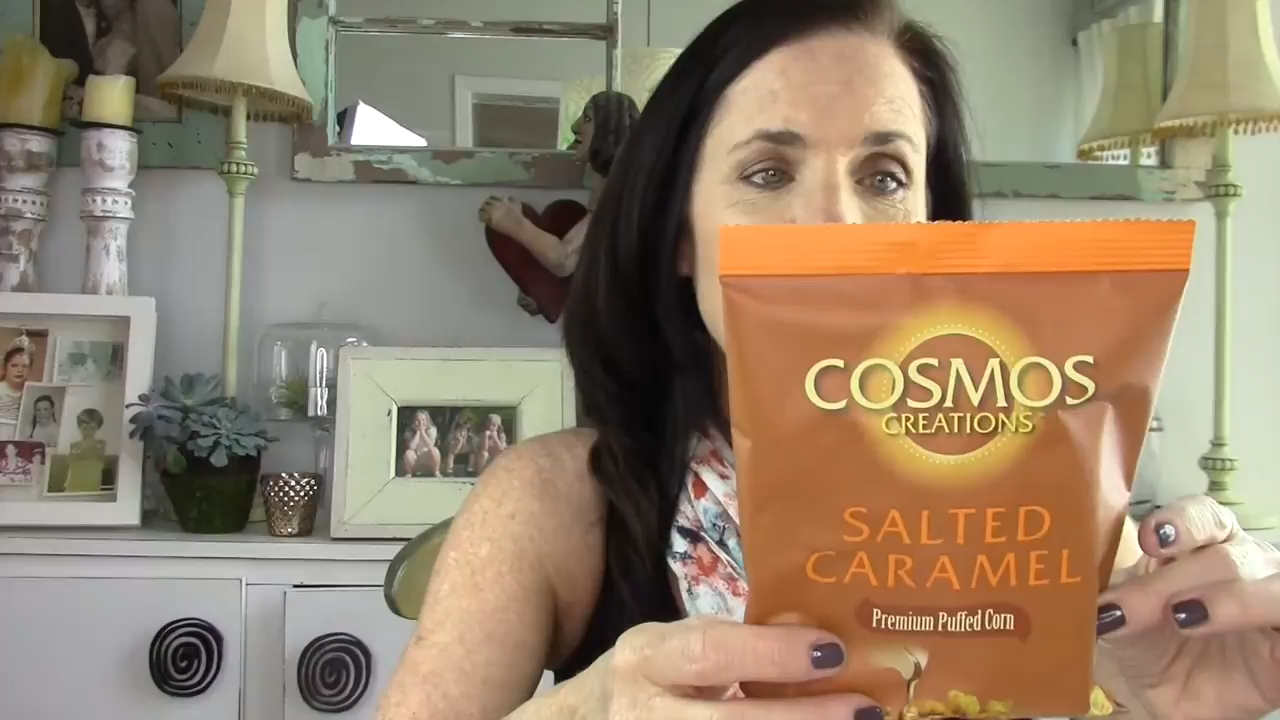 COSMOS
CREATIONS
SALTED
CARAMEL
Premium Puffed Corn